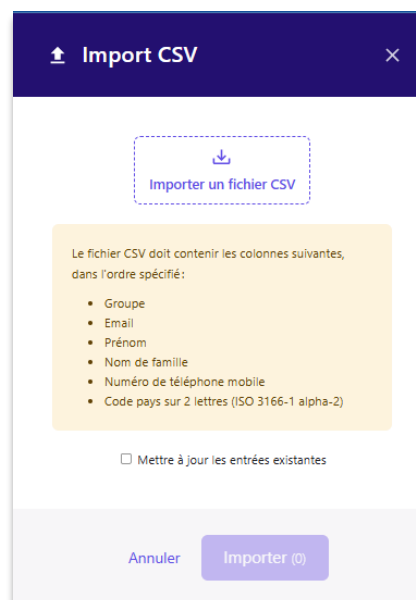 Import CSV
Importer un fichier CSV
Le fichier CSV doit contenir les colonnes suivantes,
dans l'ordre spécifié:
• Groupe
• Email
• Prénom
• Nom de famille
• Numéro de téléphone mobile
• Code pays sur 2 lettres (ISO 3166-1 alpha-2)
Mettre à jour les entrées existantes
Annuler
Importer (0)